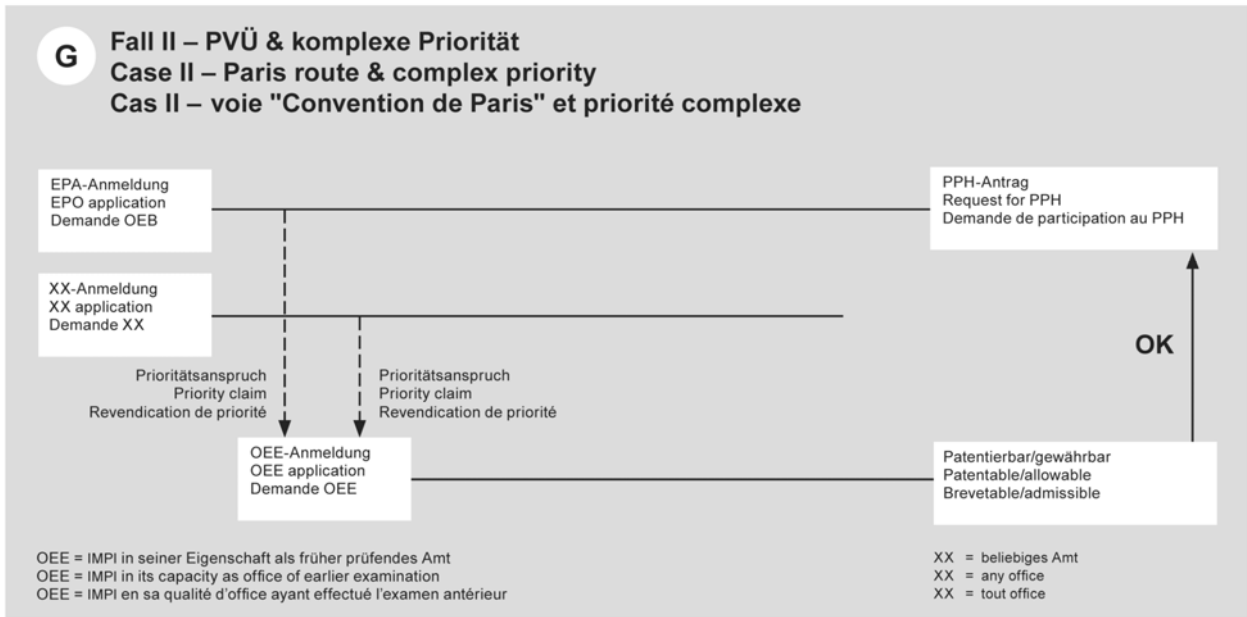 G
Fall II – PVÜ & komplexe Priorität
Case II – Paris route & complex priority
Cas II – voie "Convention de Paris" et priorité complexe
EPA-Anmeldung
EPO application
Demande OEB
PPH-Antrag
Request for PPH
Demande de participation au PPH
XX-Anmeldung
XX application
Demande XX
OK
Prioritätsanspruch
Priority claim
Revendication de priorité
Prioritätsanspruch
Priority claim
Revendication de priorité
OEE-Anmeldung
OEE application
Demande OEE
Patentierbar/gewährbar
Patentable/allowable
Brevetable/admissible
OEE = IMPI in seiner Eigenschaft als früher prüfendes Amt
OEE = IMPI in its capacity as office of earlier examination
OEE = IMPI en sa qualité d'office ayant effectué l'examen antérieur
XX = beliebiges Amt
XX = any office
XX = tout office